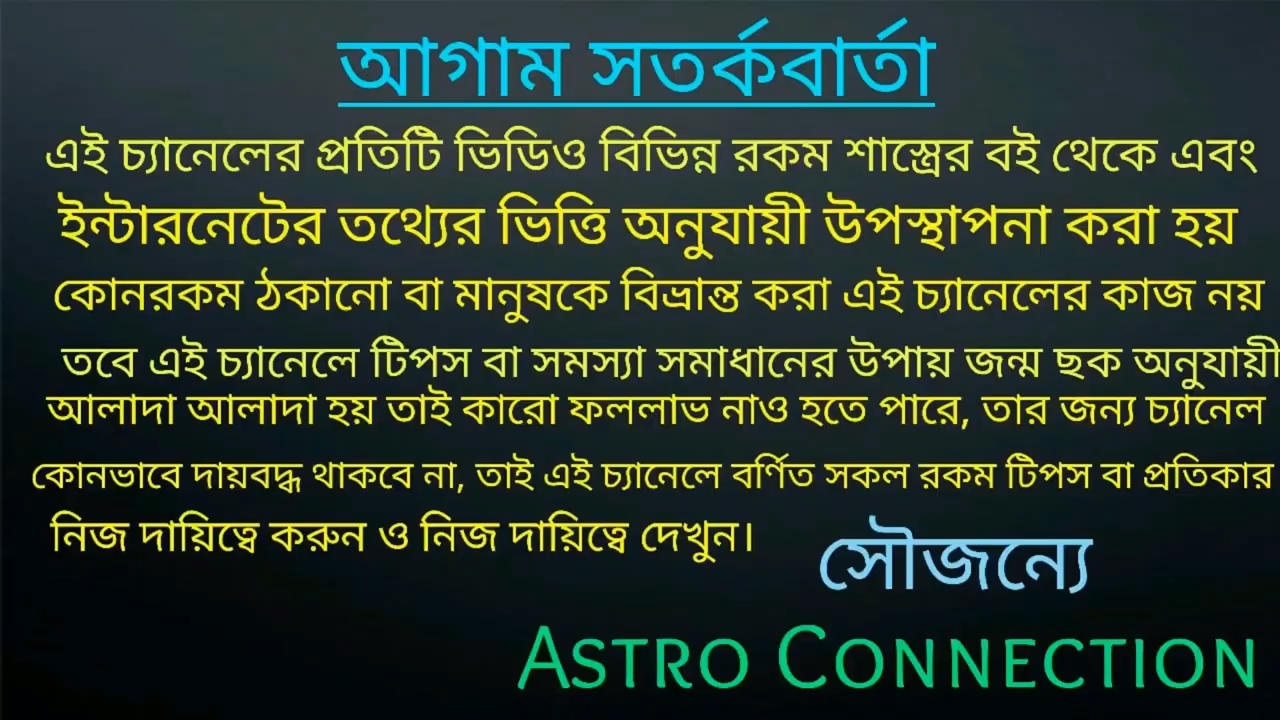 আগাম সতর্কবার্তা
এই চ্যানেলের প্রতিটি ভিডিও বিভিন্ন রকম শাস্ত্রের বই থেকে এবং
ইন্টারনেটের তথ্যের ভিত্তি অনুযায়ী উপস্থাপনা করা হয়
কোনরকম ঠকানো বা মানুষকে বিভ্রান্ত করা এই চ্যানেলের কাজ নয়
তবে এই চ্যানেলে টিপস বা সমস্যা সমাধানের উপায় জন্ম ছক অনুযায়ী
আলাদা আলাদা হয় তাই কারো ফললাভ নাও হতে পারে, তার জন্য চ্যানেল
কোনভাবে দায়বদ্ধ থাকবে না, তাই এই চ্যানেলে বর্ণিত সকল রকম টিপস বা প্রতিকার
নিজ দায়িত্বে করুন ও নিজ দায়িত্বে দেখুন।
সৌজন্যে
ASTRO CONNECTION